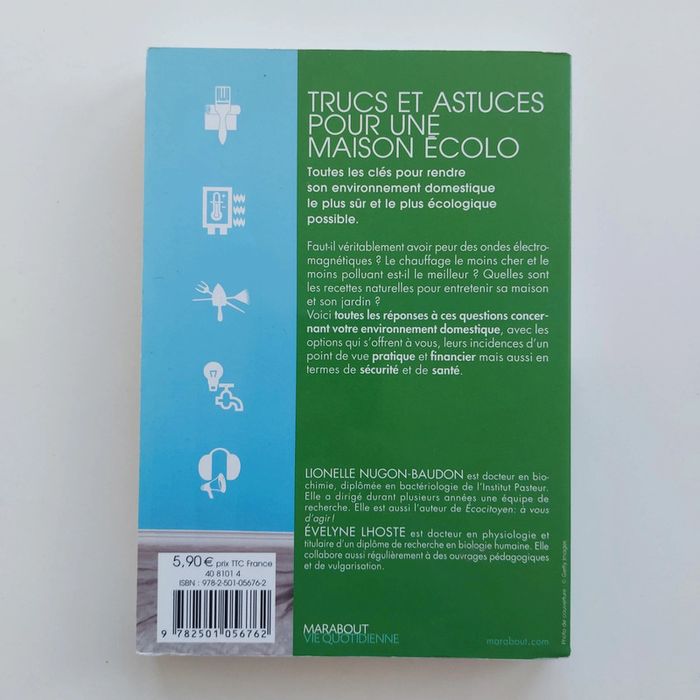 TRUCS ET ASTUCES
POUR UNE
MAISON ÉCOLO
Toutes les clés pour rendre
son environnement domestique
le plus sûr et le plus écologique
possible.
Faut-il véritablement avoir peur des ondes électro-
magnétiques ? Le chauffage le moins cher et le
moins polluant est-il le meilleur ? Quelles sont
les recettes naturelles pour entretenir sa maison
et son jardin ?
Voici toutes les réponses à ces questions concer-
nant votre environnement domestique, avec les
options qui s'offrent à vous, leurs incidences d'un
point de vue pratique et financier mais aussi en
termes de sécurité et de santé.
LIONELLE NUGON-BAUDON est docteur en bio-
chimie, diplômée en bactériologie de l'Institut Pasteur.
Elle a dirigé durant plusieurs années une équipe de
recherche. Elle est aussi l'auteur de Écocitoyen : à vous
d'agir !
ÉVELYNE LHOSTE est docteur en physiologie et
titulaire d'un diplôme de recherche en biologie humaine. Elle
collabore aussi régulièrement à des ouvrages pédagogiques
et de vulgarisation.
5,90 € prix TTC France
40 8101 4
ISBN : 978-2-501-05676-2
9 782501 056762
MARABOUT
VIE QUOTIDIENNE
marabout.com
Photo de couverture : © Getty Images